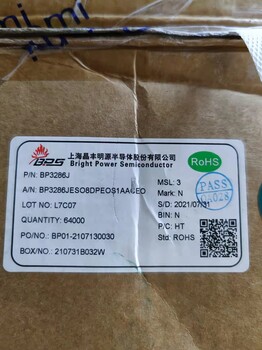 BPS
上海晶丰明源半导体股份有限公司
Bright Power Semiconductor
RoHS
P/N: BP3286J
MSL: 3
A/N: BP3286JESO8DPEOS1AACEO
Mark: N
PASS
QA028
LOT NO: L7C07
S/D: 2021/07/31
QUANTITY: 64000
BIN: N
PO/NO.: BP01-2107130030
P/C: HT
BOX/NO.: 210731B032W
Std: ROHS